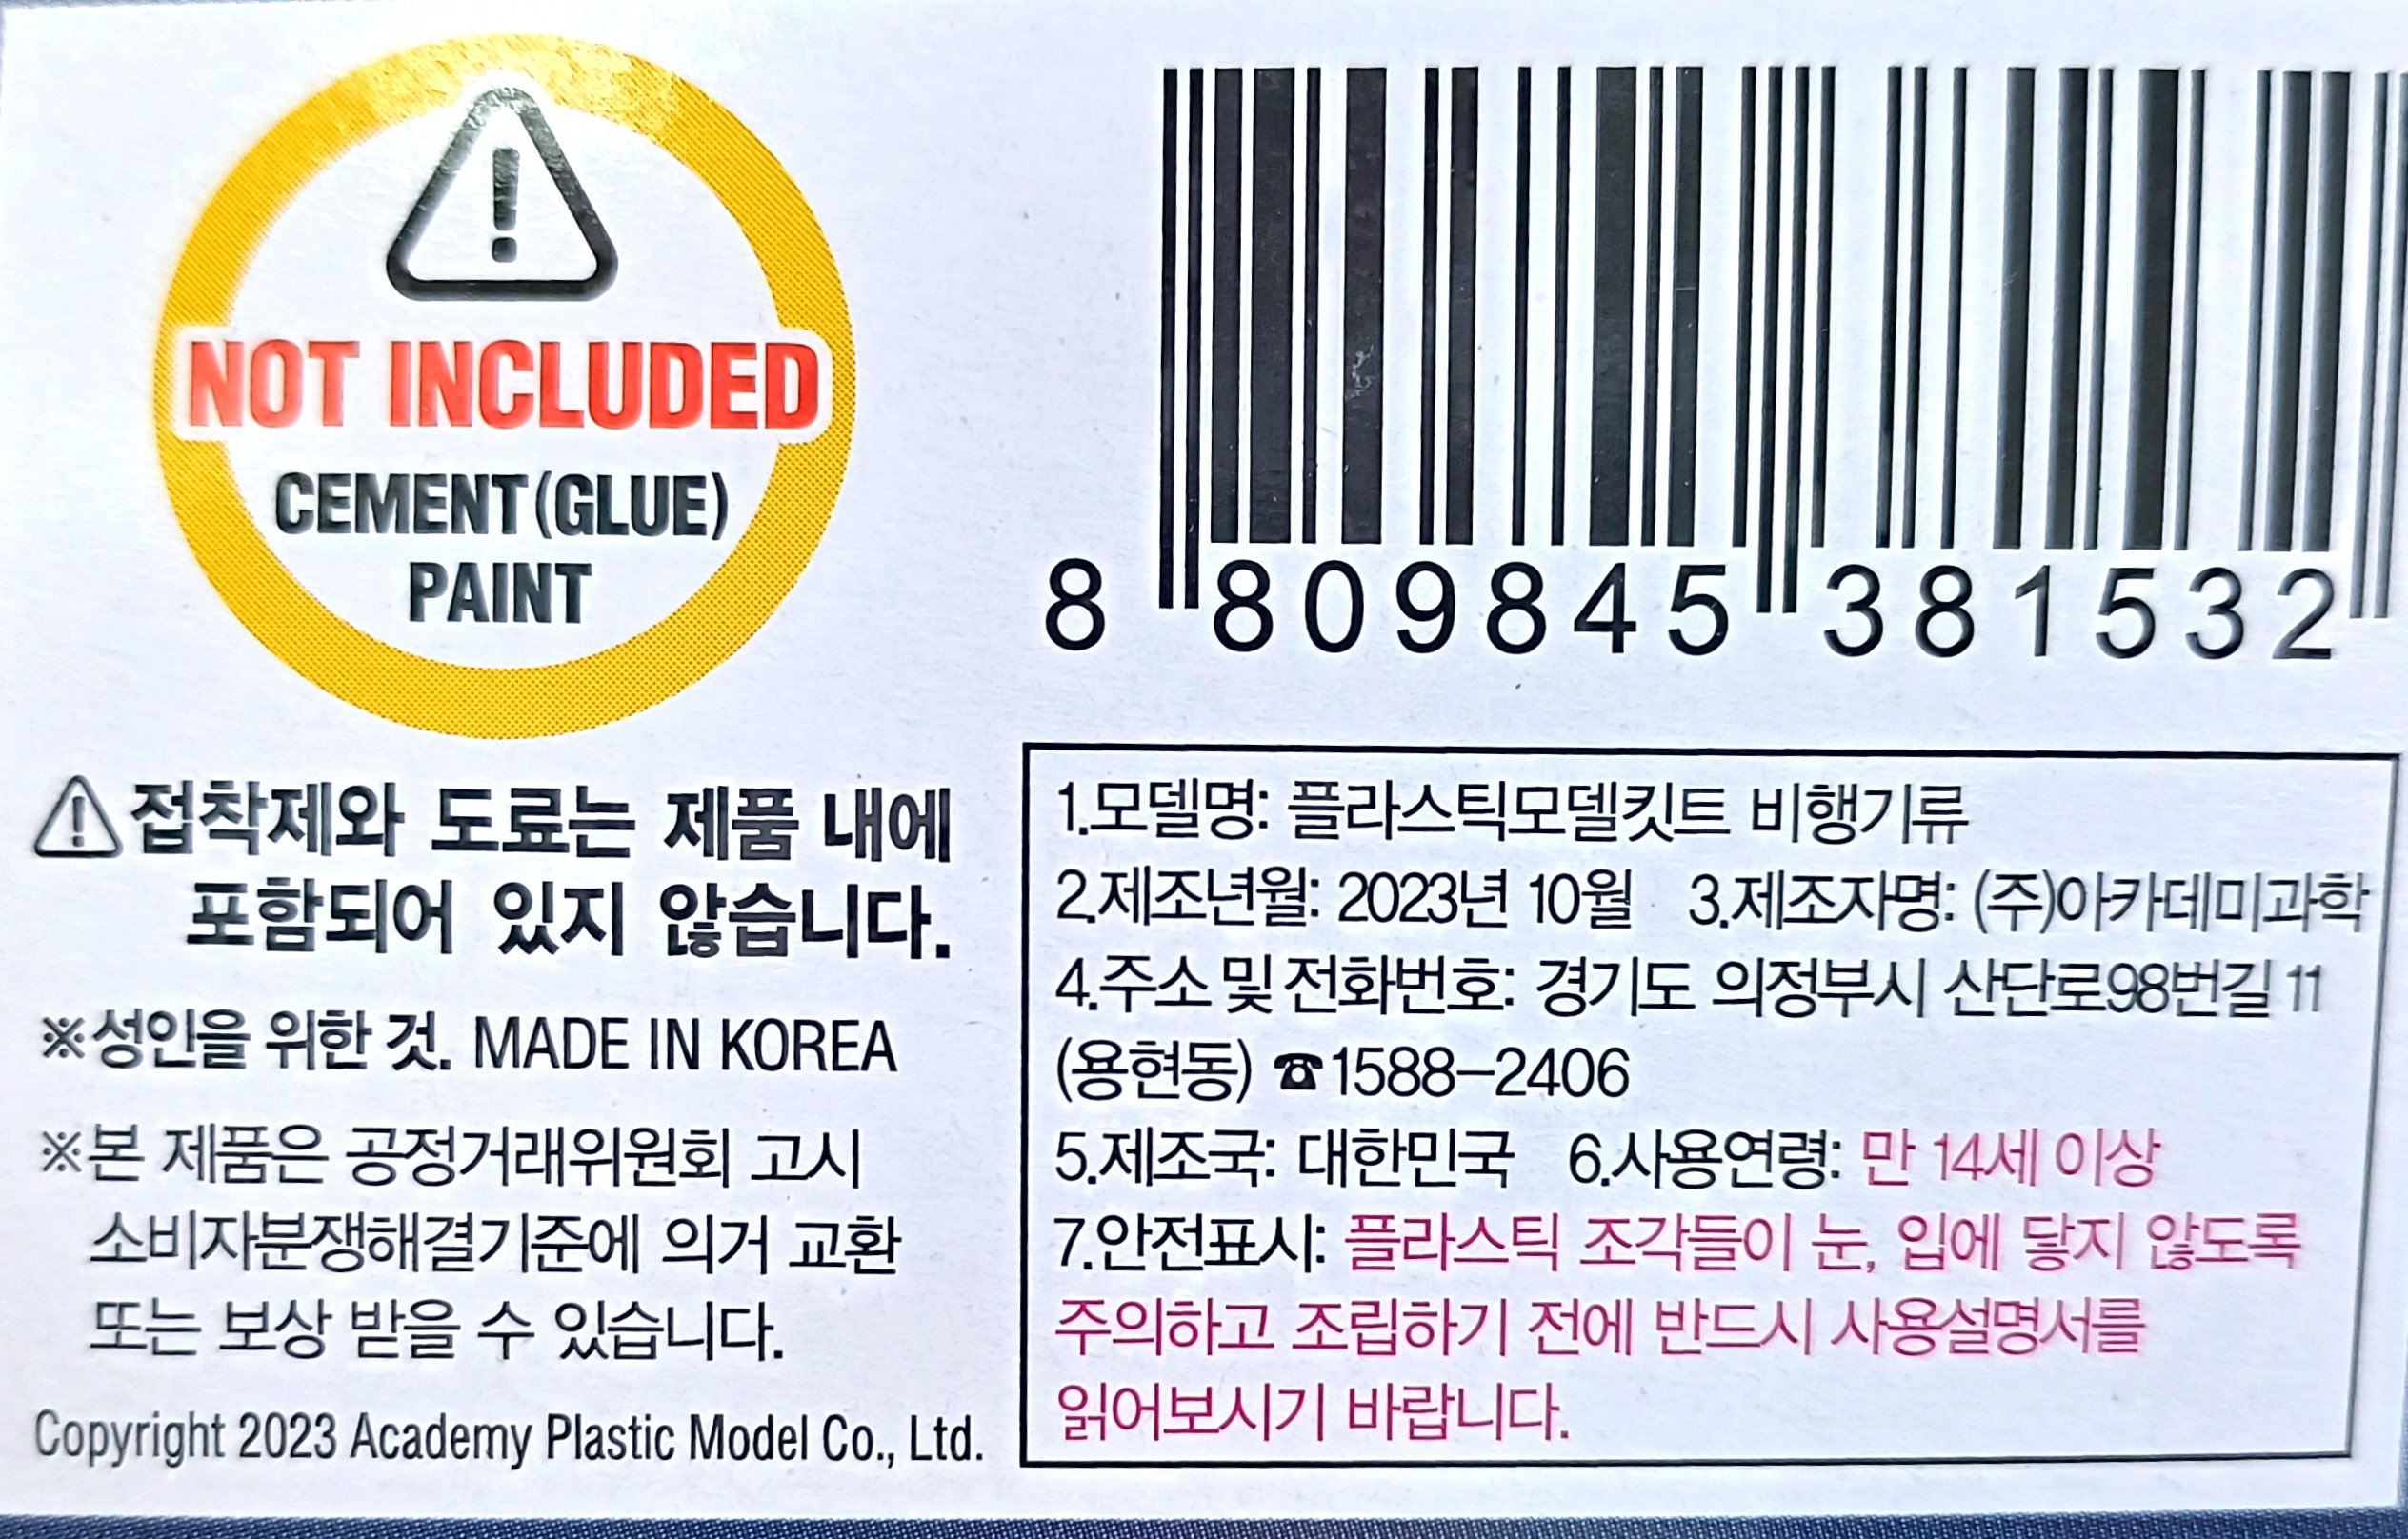 NOT INCLUDED
CEMENT(GLUE)
PAINT
8 809845 381532
⚠접착제와 도료는 제품 내에
포함되어 있지 않습니다.
※성인을 위한 것. MADE IN KOREA
※본 제품은 공정거래위원회 고시
소비자분쟁해결기준에 의거 교환
또는 보상 받을 수 있습니다.
Copyright 2023 Academy Plastic Model Co., Ltd.
1.모델명: 플라스틱모델킷트 비행기류
2.제조년월: 2023년 10월 3.제조자명: (주)아카데미과학
4.주소 및 전화번호: 경기도 의정부시 산단로98번길 11
(용현동) ☎1588-2406
5.제조국: 대한민국 6.사용연령: 만 14세 이상
7.안전표시: 플라스틱 조각들이 눈, 입에 닿지 않도록
주의하고 조립하기 전에 반드시 사용설명서를
읽어보시기 바랍니다.